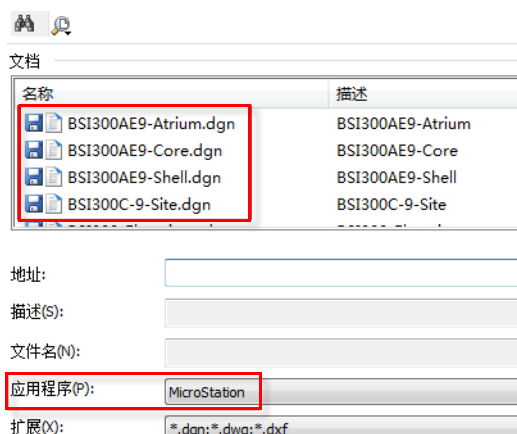 文档
名称 描述
BSI300AE9-Atrium.dgn BSI300AE9-Atrium
BSI300AE9-Core.dgn BSI300AE9-Core
BSI300AE9-Shell.dgn BSI300AE9-Shell
BSI300C-9-Site.dgn BSI300C-9-Site
地址:
描述(S):
文件名(N):
应用程序(P): MicroStation
扩展(X): *.dgn;*.dwg;*.dxf